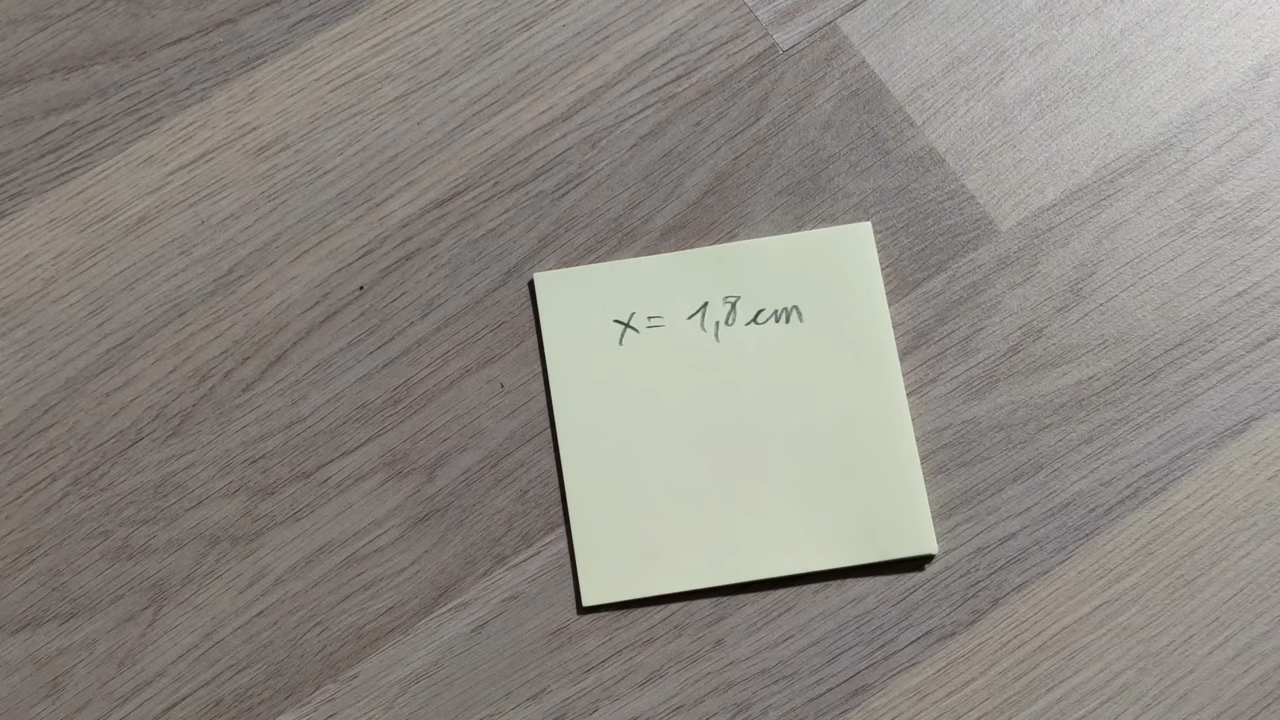 x = 1,8 cm